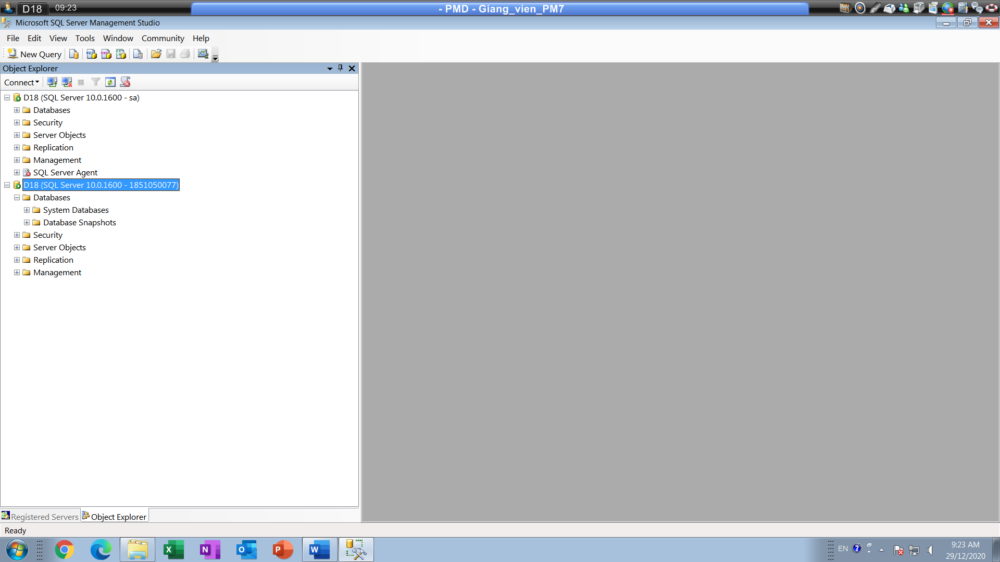 D18 09:23 - PMD - Giang_vien_PM7
Microsoft SQL Server Management Studio
File Edit View Tools Window Community Help
New Query
Object Explorer
Connect
D18 (SQL Server 10.0.1600 - sa)
Databases
Security
Server Objects
Replication
Management
SQL Server Agent
D18 (SQL Server 10.0.1600 - 1851050077)
Databases
System Databases
Database Snapshots
Security
Server Objects
Replication
Management
Registered Servers Object Explorer
Ready
EN 9:23 AM
29/12/2020